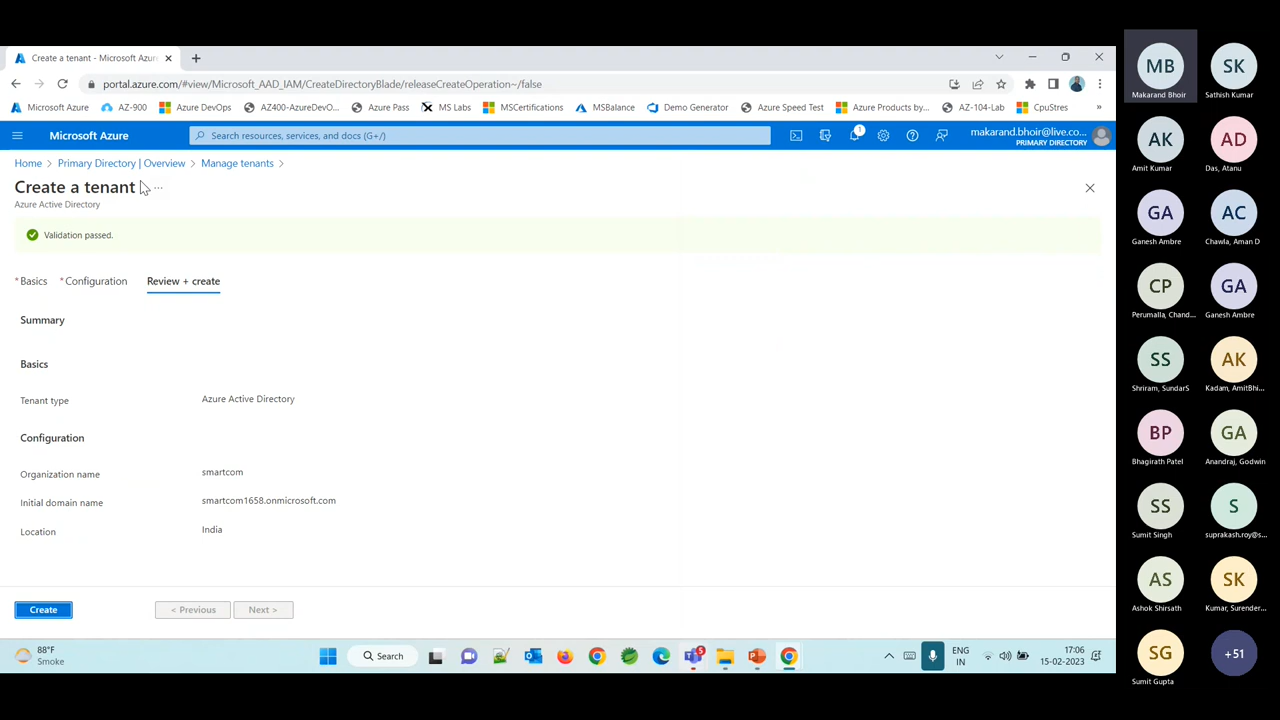 Create a tenant - Microsoft Azur
portal.azure.com/#view/Microsoft_AAD_IAM/CreateDirectoryBlade/releaseCreateOperation~/false
Microsoft Azure AZ-900 Azure DevOps AZ400-AzureDevO... Azure Pass MS Labs MSCertifications MSBalance Demo Generator Azure Speed Test Azure Products by... AZ-104-Lab CpuStres »
Microsoft Azure
Search resources, services, and docs (G+/)
1
makarand.bhoir@live.co...
PRIMARY DIRECTORY
Home > Primary Directory | Overview > Manage tenants >
Create a tenant ...
Azure Active Directory
Validation passed.
* Basics * Configuration Review + create
Summary
Basics
Tenant type Azure Active Directory
Configuration
Organization name smartcom
Initial domain name smartcom1658.onmicrosoft.com
Location India
Create < Previous Next >
88°F
Smoke
Search
5
ENG
IN
17:06
15-02-2023
MB SK
Makarand Bhoir Sathish Kumar
AK AD
Amit Kumar Das, Atanu
GA AC
Ganesh Ambre Chawla, Aman D
CP GA
Perumalla, Chand... Ganesh Ambre
SS AK
Shriram, SundarS Kadam, AmitBhi...
BP GA
Bhagirath Patel Anandraj, Godwin
SS S
Sumit Singh suprakash.roy@s...
AS SK
Ashok Shirsath Kumar, Surender...
SG +51
Sumit Gupta